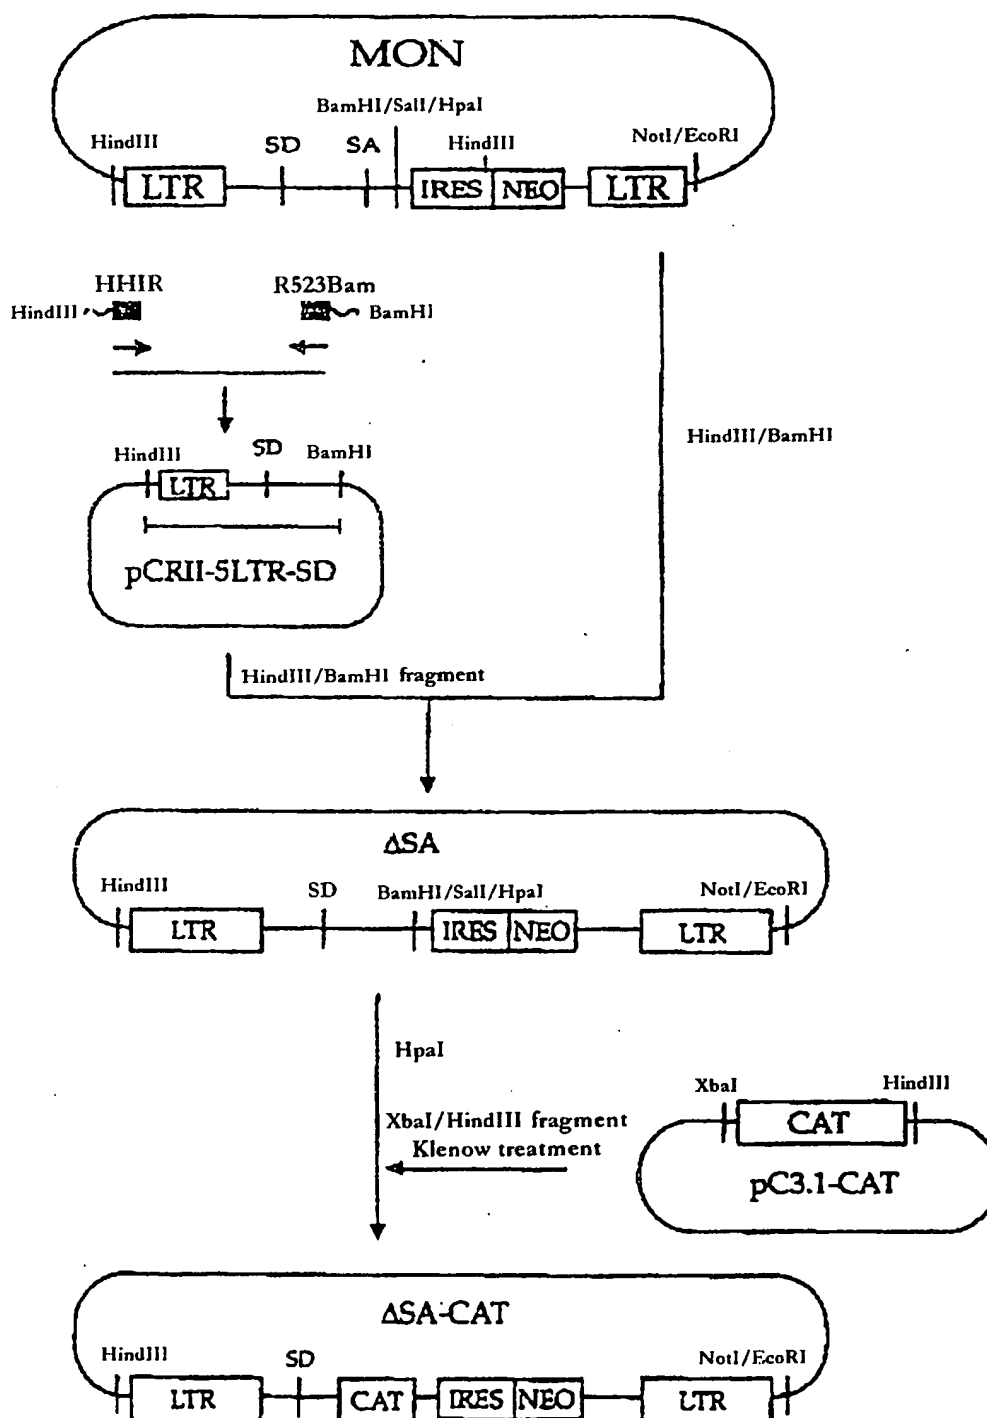 MON
BamHI/SalI/HpaI
HindIII SD SA HindIII NotI/EcoRI
LTR IRES NEO LTR
HHIR R523Bam
HindIII BamHI
HindIII/BamHI
HindIII SD BamHI
LTR
pCRII-5LTR-SD
HindIII/BamHI fragment
ΔSA
HindIII SD BamHI/SalI/HpaI NotI/EcoRI
LTR IRES NEO LTR
HpaI
XbaI HindIII
XbaI/HindIII fragment
CAT
Klenow treatment
pC3.1-CAT
ΔSA-CAT
HindIII SD NotI/EcoRI
LTR CAT IRES NEO LTR